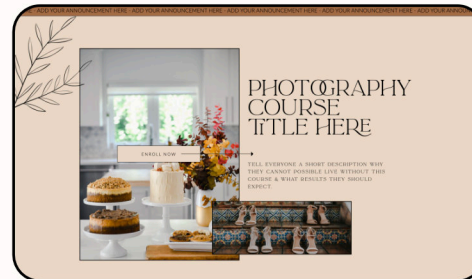 HERE - ADD YOUR ANNOUNCEMENT HERE - ADD YOUR ANNOUNCEMENT HERE - ADD YOUR ANNOUNCEMENT HERE - ADD YOUR ANNOUNCEMENT HERE - ADD YOUR ANNOUNCEMENT
PHOTOGRAPHY
COURSE
TITLE HERE
ENROLL NOW
TELL EVERYONE A SHORT DESCRIPTION WHY
THEY CANNOT POSSIBLE LIVE WITHOUT THIS
COURSE & WHAT RESULTS THEY SHOULD
EXPECT.